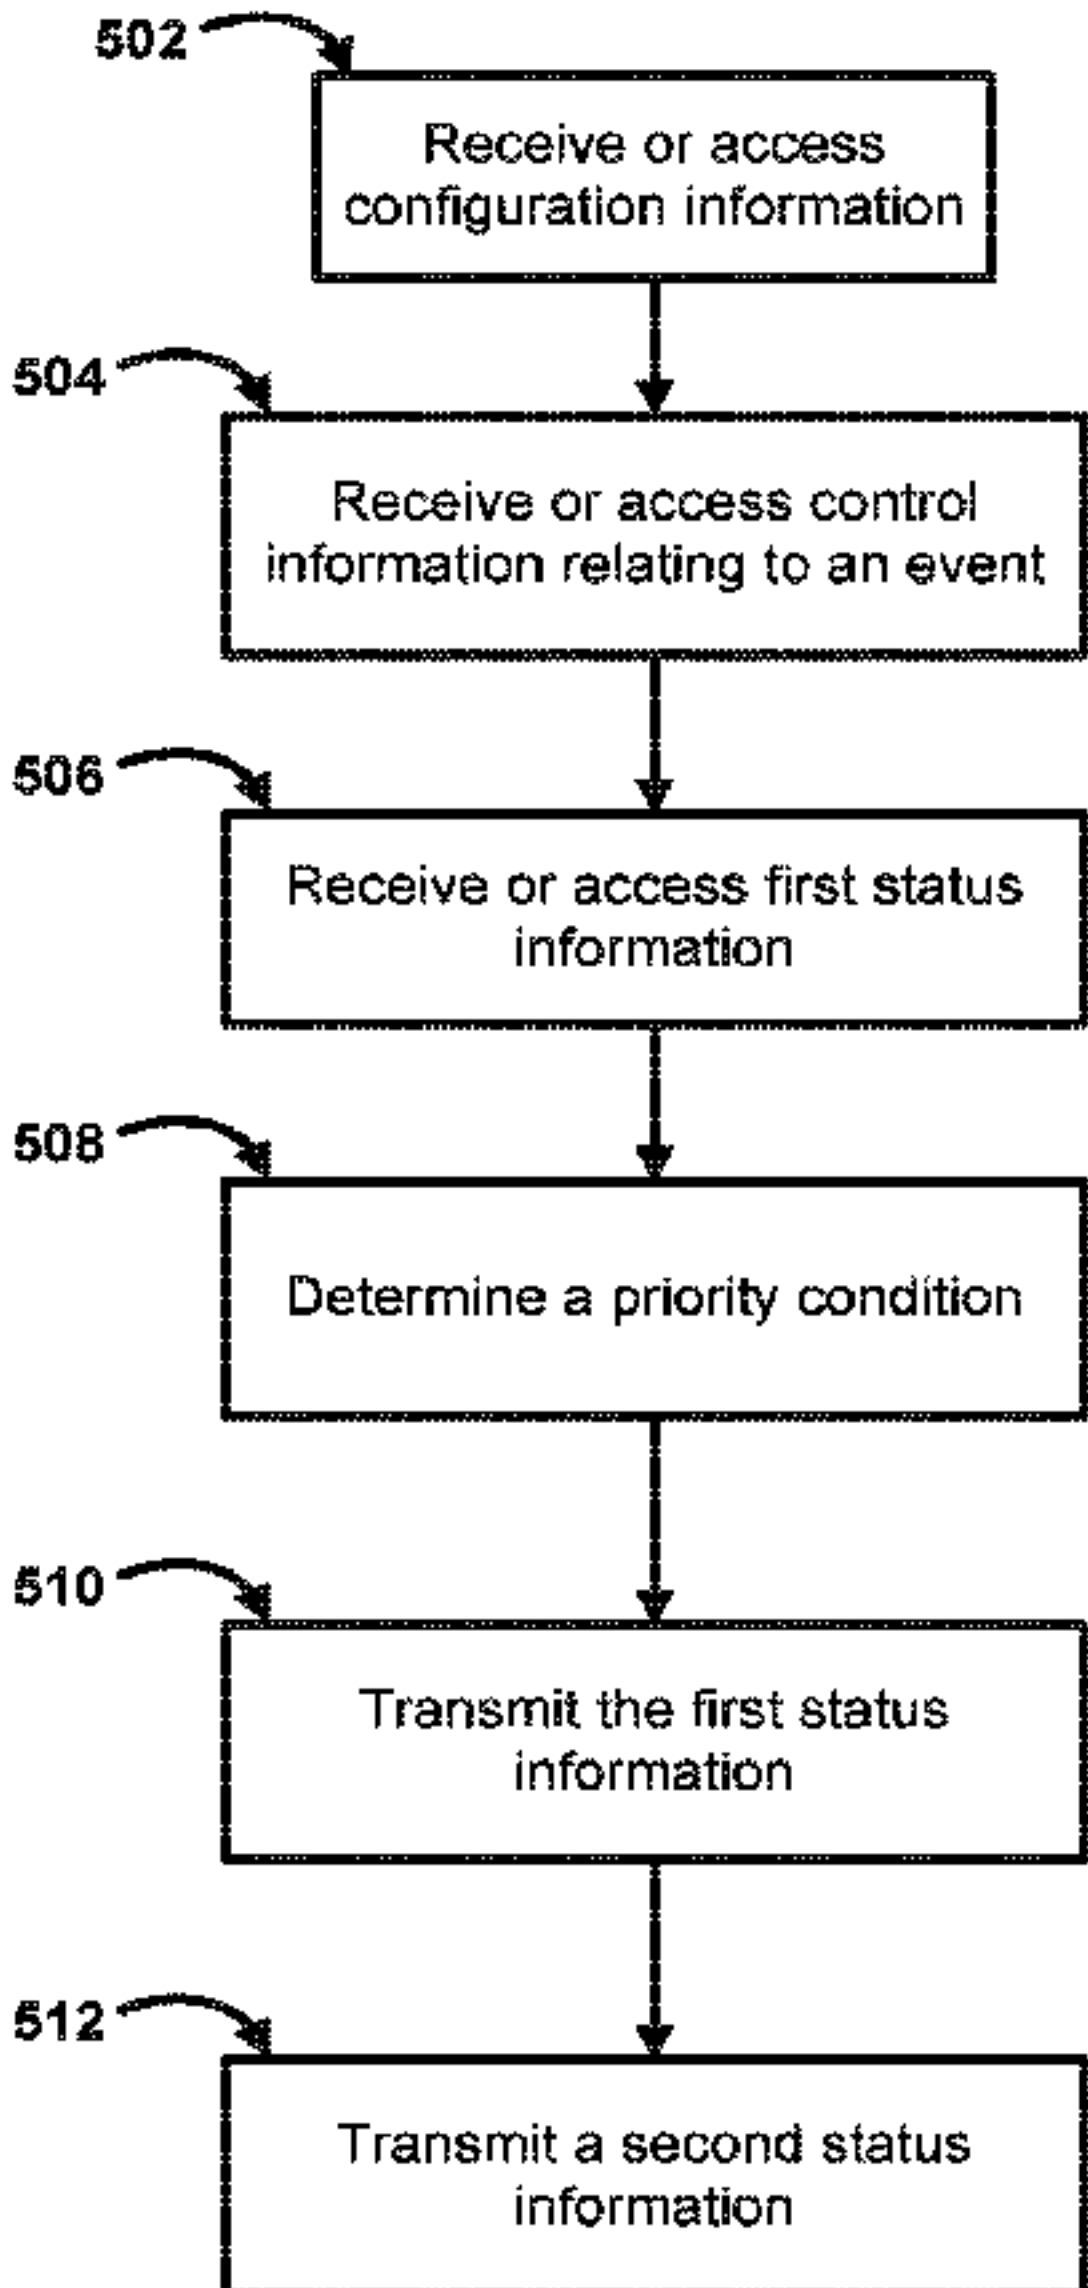 502
Receive or access
configuration information
504
Receive or access control
information relating to an event
506
Receive or access first status
information
508
Determine a priority condition
510
Transmit the first status
information
512
Transmit a second status
information